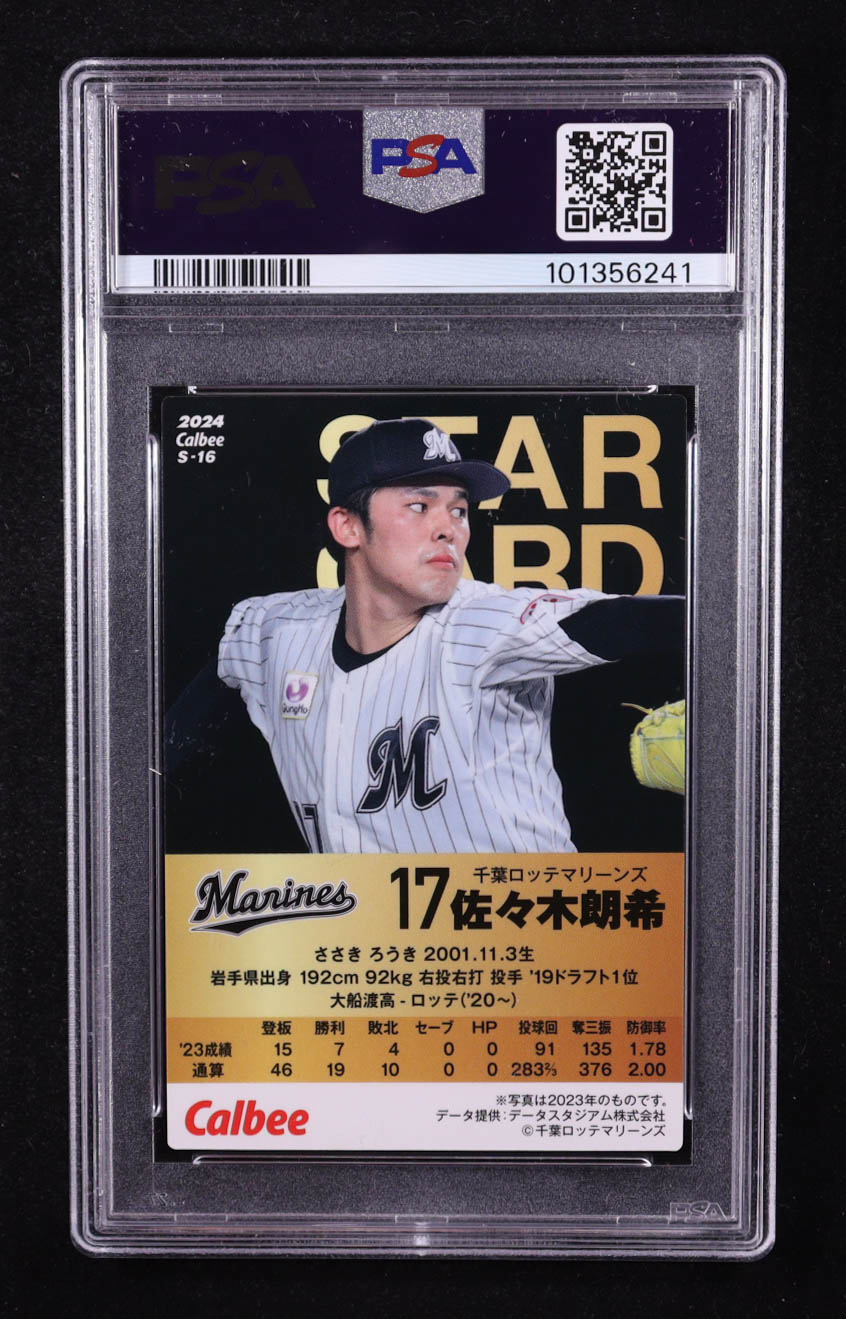 PSA
PSA
101356241
2024
Calbee
S-16
STAR
CARD
GungHo
M
M
17
Marines
千葉ロッテマリーンズ
17 佐々木朗希
ささき ろうき 2001.11.3生
岩手県出身 192cm 92kg 右投右打 投手 '19ドラフト1位
大船渡高 - ロッテ('20〜)
登板 勝利 敗北 セーブ HP 投球回 奪三振 防御率
'23成績 15 7 4 0 0 91 135 1.78
通算 46 19 10 0 0 283⅔ 376 2.00
Calbee
※写真は2023年のものです。
データ提供:データスタジアム株式会社
©千葉ロッテマリーンズ
PSA